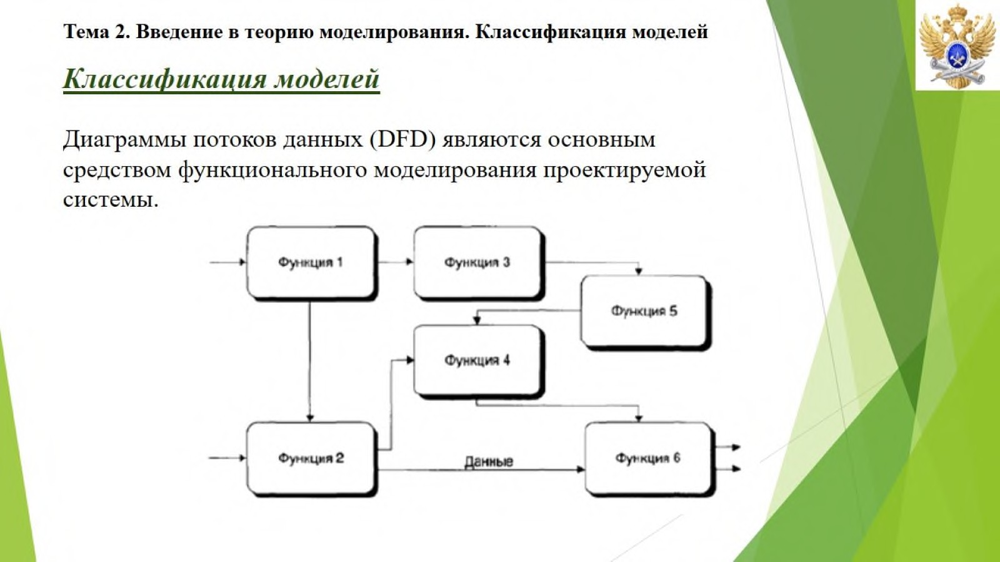 Тема 2. Введение в теорию моделирования. Классификация моделей
Классификация моделей
Диаграммы потоков данных (DFD) являются основным
средством функционального моделирования проектируемой
системы.
Функция 1
Функция 3
Функция 5
Функция 4
Функция 2
Данные
Функция 6